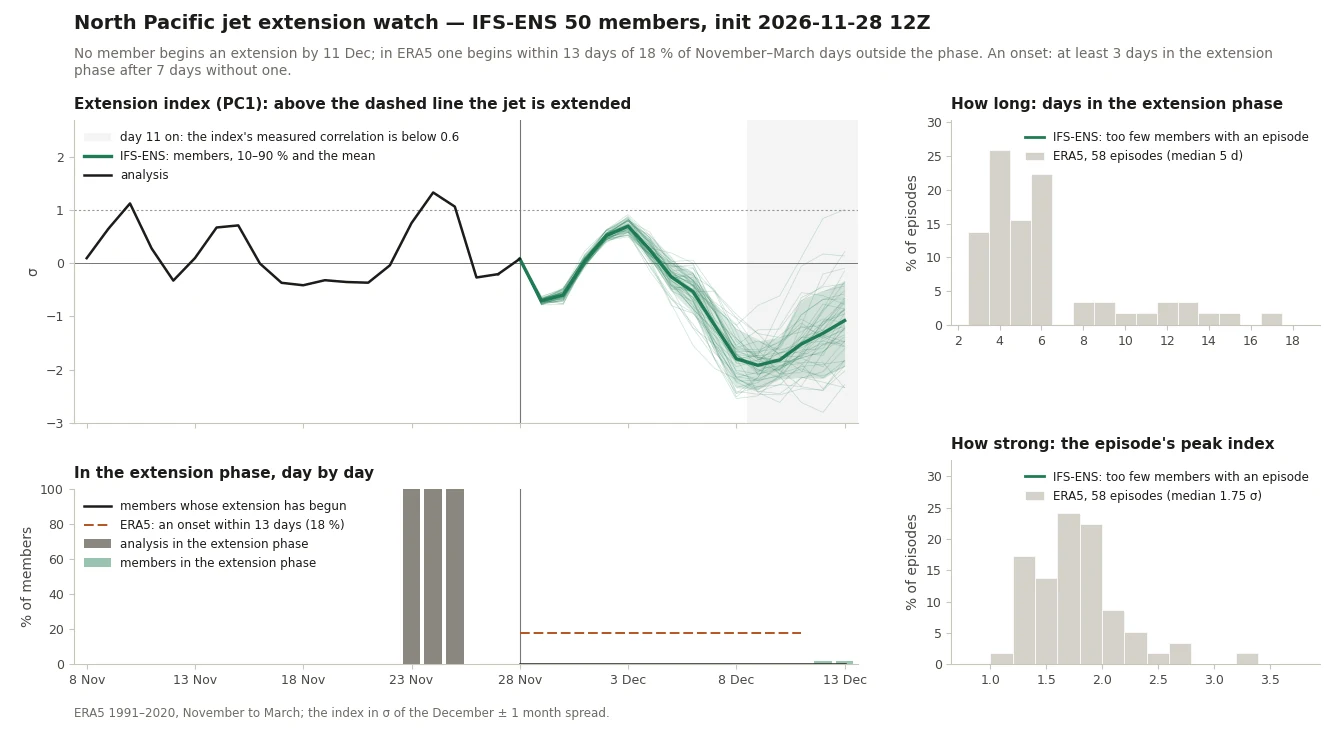 North Pacific jet extension watch — IFS-ENS 50 members, init 2026-11-28 12Z
No member begins an extension by 11 Dec; in ERA5 one begins within 13 days of 18 % of November–March days outside the phase. An onset: at least 3 days in the extension
phase after 7 days without one.
Extension index (PC1): above the dashed line the jet is extended
day 11 on: the index's measured correlation is below 0.6
IFS-ENS: members, 10–90 % and the mean
analysis
2
1
0
−1
−2
−3
σ
How long: days in the extension phase
IFS-ENS: too few members with an episode
ERA5, 58 episodes (median 5 d)
30
25
20
15
10
5
0
% of episodes
2 4 6 8 10 12 14 16 18
In the extension phase, day by day
members whose extension has begun
ERA5: an onset within 13 days (18 %)
analysis in the extension phase
members in the extension phase
100
80
60
40
20
0
% of members
8 Nov 13 Nov 18 Nov 23 Nov 28 Nov 3 Dec 8 Dec 13 Dec
How strong: the episode's peak index
IFS-ENS: too few members with an episode
ERA5, 58 episodes (median 1.75 σ)
30
25
20
15
10
5
0
% of episodes
1.0 1.5 2.0 2.5 3.0 3.5
ERA5 1991–2020, November to March; the index in σ of the December ± 1 month spread.